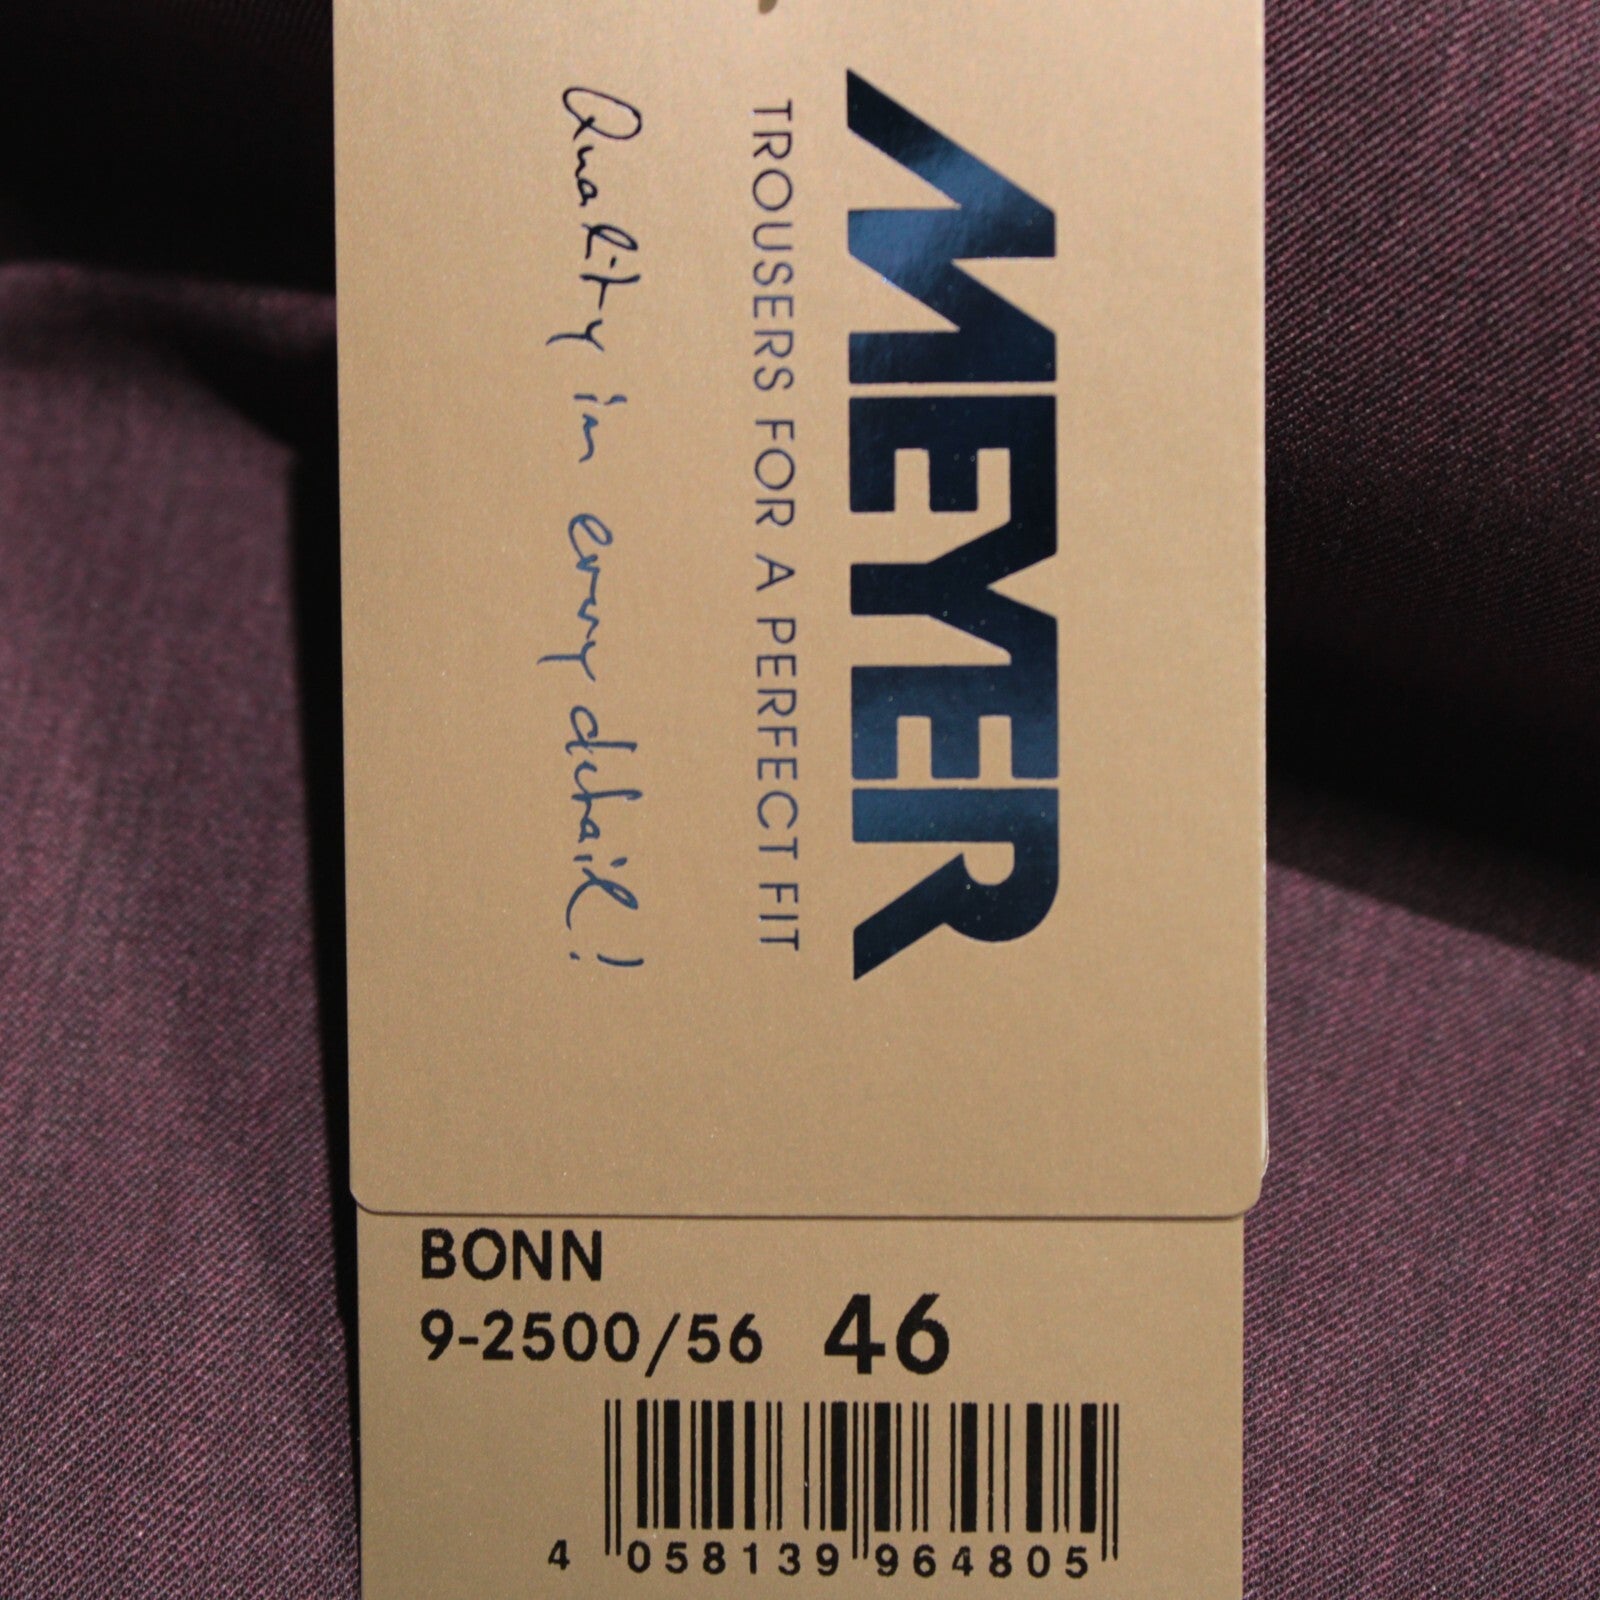 MEYER
TROUSERS FOR A PERFECT FIT
Quality in every detail!
BONN
9-2500/56 46
4 058139 964805